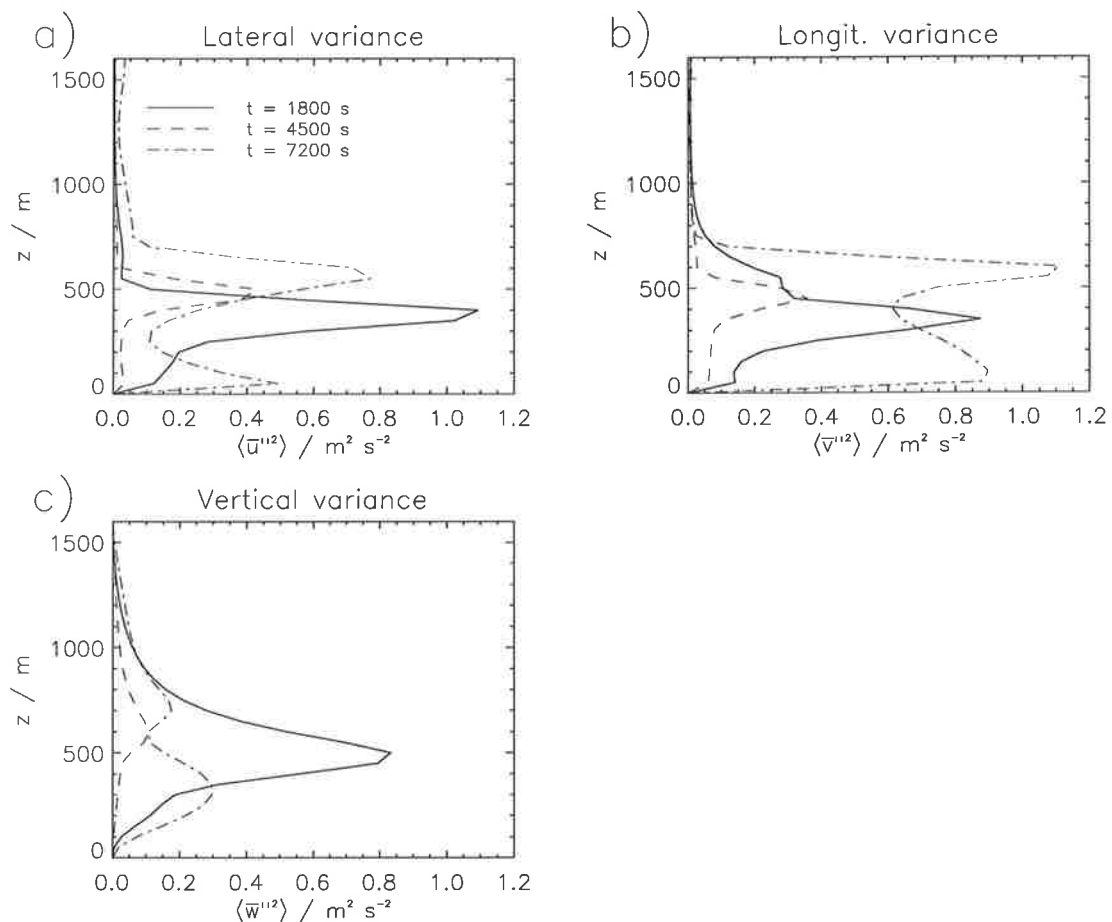 a) Lateral variance
1500
1000
500
0
z / m
t = 1800 s
t = 4500 s
t = 7200 s
0.0 0.2 0.4 0.6 0.8 1.0 1.2
⟨u̅"²⟩ / m² s⁻²
b) Longit. variance
1500
1000
500
0
z / m
0.0 0.2 0.4 0.6 0.8 1.0 1.2
⟨v̅"²⟩ / m² s⁻²
c) Vertical variance
1500
1000
500
0
z / m
0.0 0.2 0.4 0.6 0.8 1.0 1.2
⟨w̅"²⟩ / m² s⁻²